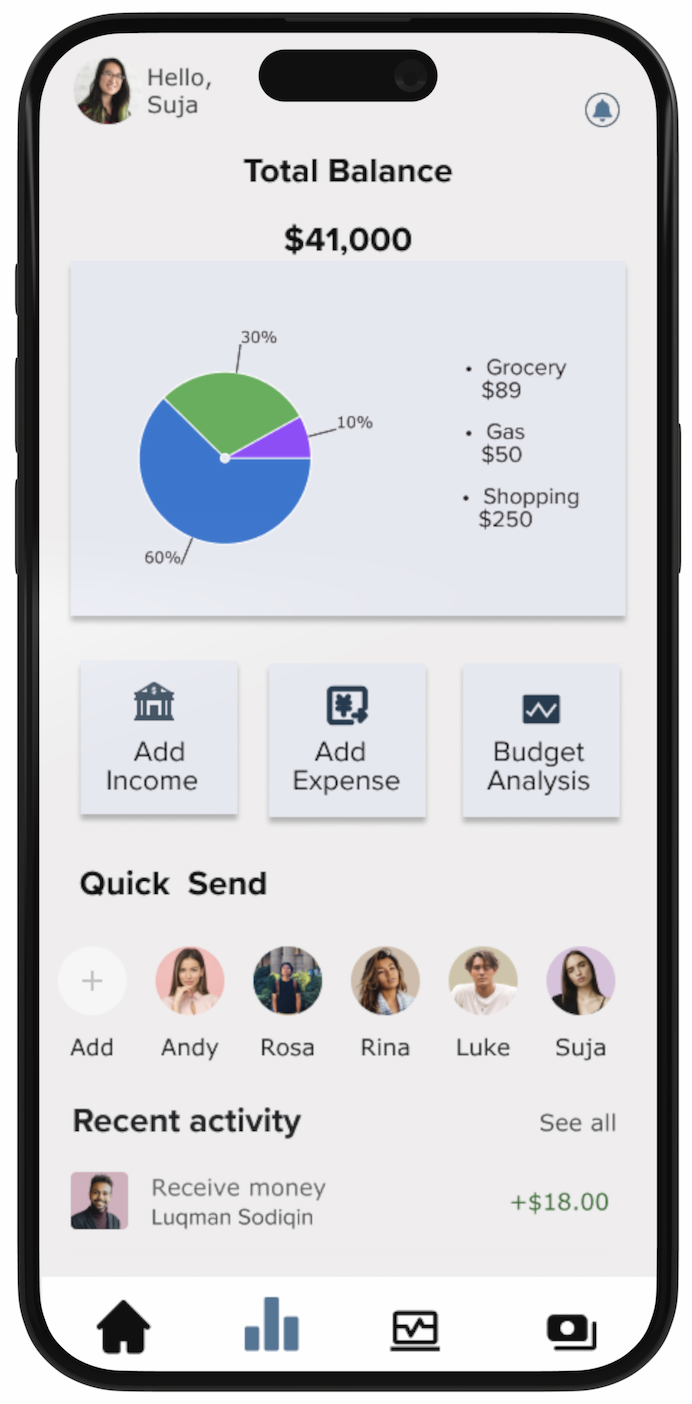 Hello,
Suja
Total Balance
$41,000
30%
10%
60%
• Grocery
$89
• Gas
$50
• Shopping
$250
Add
Income
Add
Expense
Budget
Analysis
Quick Send
Add
Andy
Rosa
Rina
Luke
Suja
Recent activity
See all
Receive money
Luqman Sodiqin
+$18.00